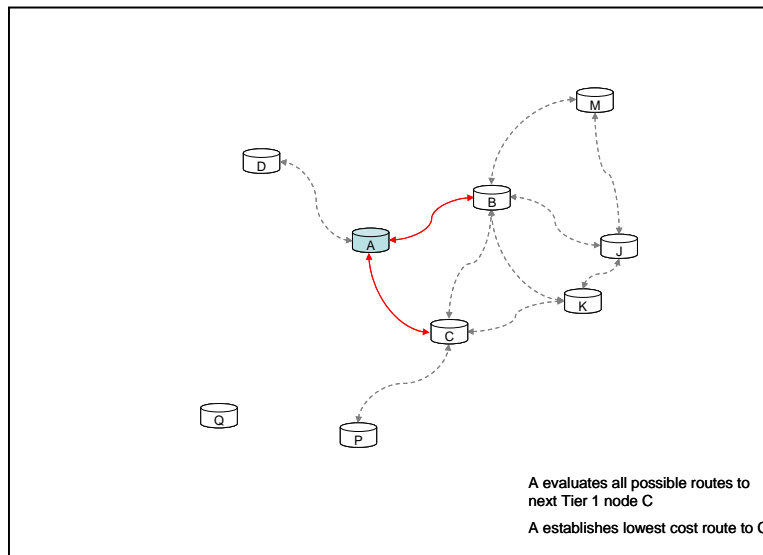 M
D
B
A
J
K
C
Q
P
A evaluates all possible routes to
next Tier 1 node C
A establishes lowest cost route to C